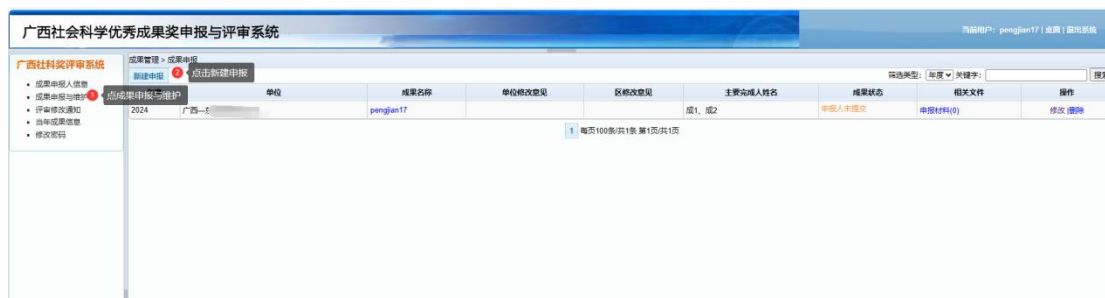 广西社会科学优秀成果奖申报与评审系统
当前用户: pengjian17 | 桌面 | 退出系统
广西社科奖评审系统
成果申报人信息
成果申报与维护
评审修改通知
当年成果信息
修改密码
1 点成果申报与维护
成果管理 > 成果申报
新建申报 2 点击新建申报
筛选类型: 年度 关键字: 搜索
单位 成果名称 单位修改意见 区修改意见 主要完成人姓名 成果状态 相关文件 操作
2024 广西— pengjian17 成1、成2 申报人未提交 申报材料(0) 修改 |删除
1 每页100条/共1条 第1页/共1页